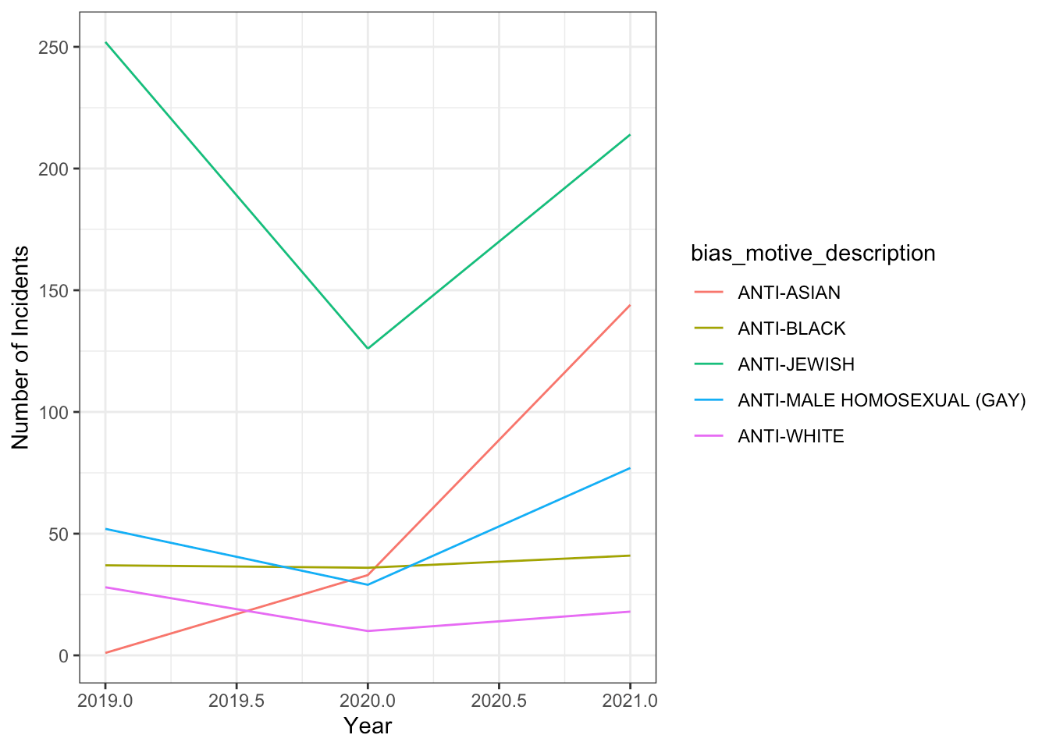 250
200
150
100
50
0
Number of Incidents
2019.0 2019.5 2020.0 2020.5 2021.0
Year
bias_motive_description
ANTI-ASIAN
ANTI-BLACK
ANTI-JEWISH
ANTI-MALE HOMOSEXUAL (GAY)
ANTI-WHITE